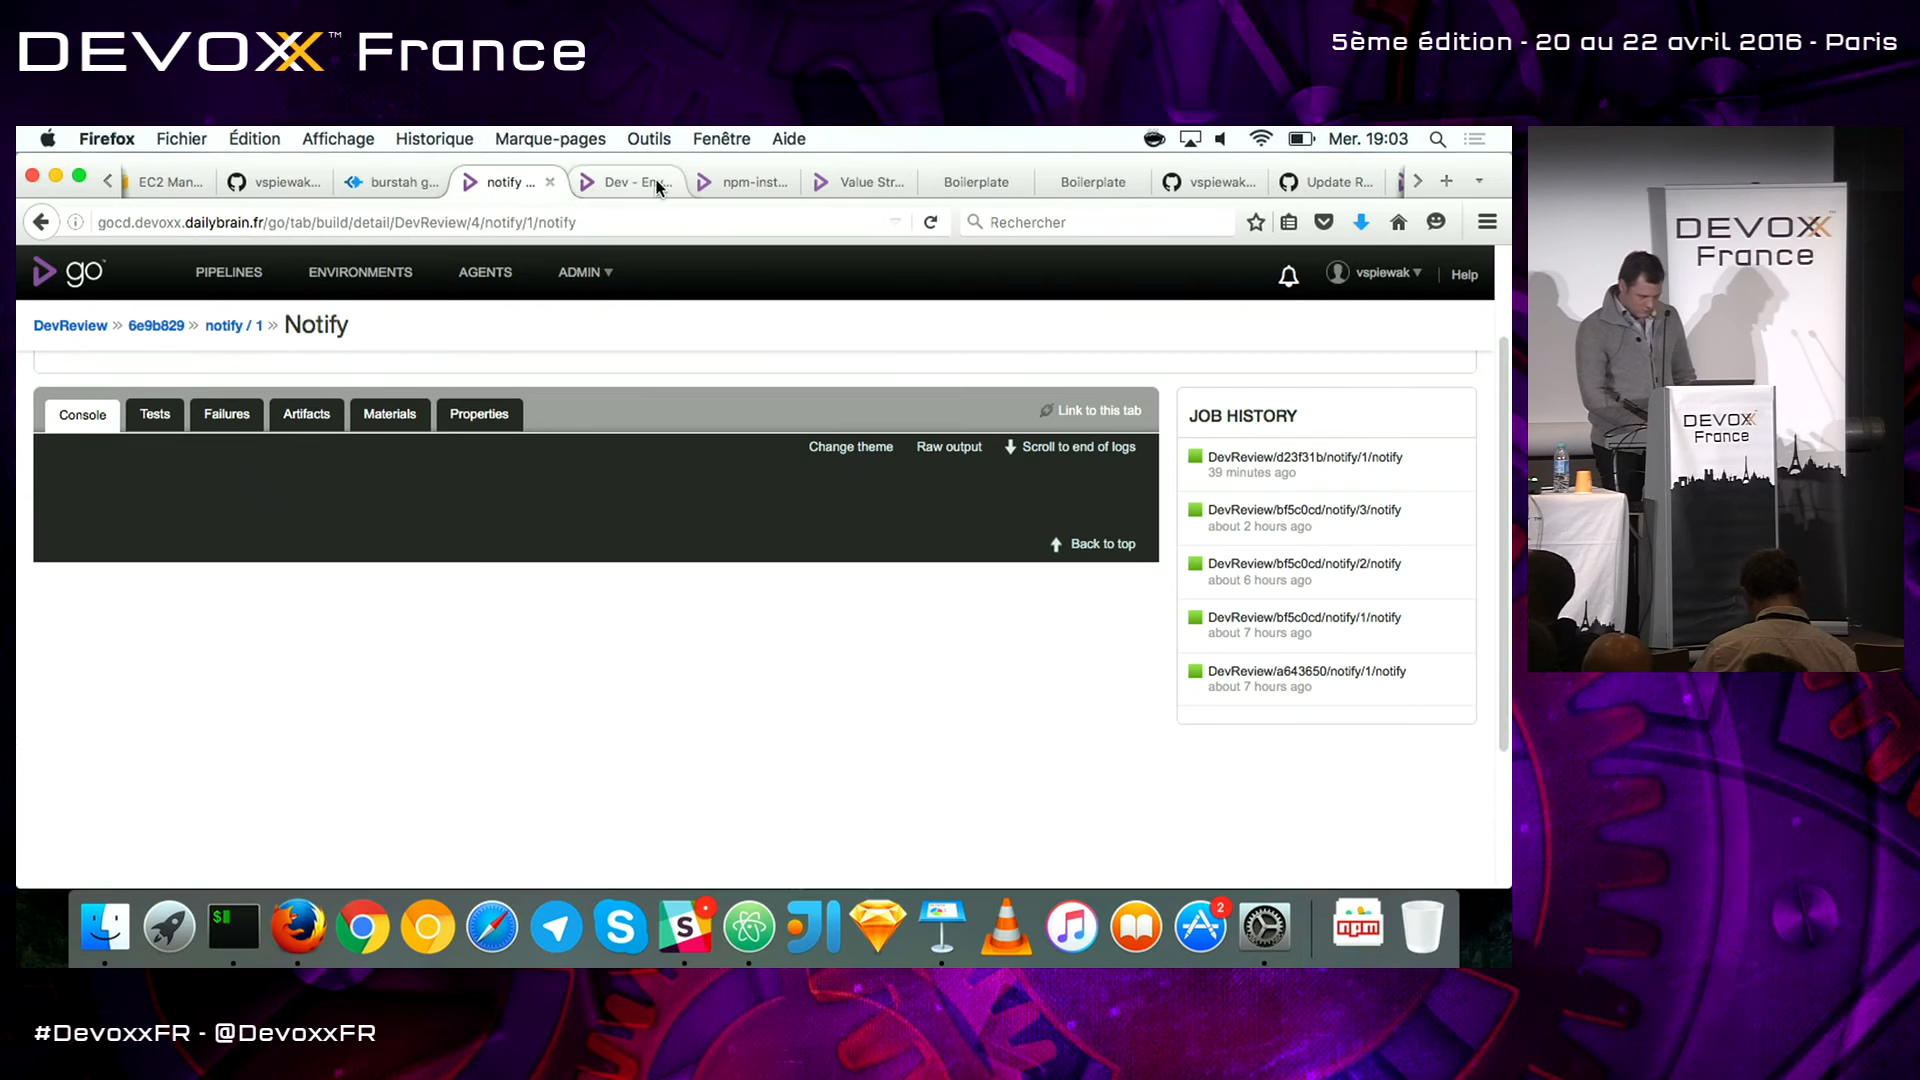 DEVOXX™ France
5ème édition - 20 au 22 avril 2016 - Paris
Firefox Fichier Édition Affichage Historique Marque-pages Outils Fenêtre Aide
Mer. 19:03
EC2 Man... vspiewak... burstah g... notify ... Dev - Env... npm-inst... Value Str... Boilerplate Boilerplate vspiewak... Update R...
gocd.devoxx.dailybrain.fr/go/tab/build/detail/DevReview/4/notify/1/notify
Rechercher
go PIPELINES ENVIRONMENTS AGENTS ADMIN
vspiewak Help
DevReview » 6e9b829 » notify / 1 » Notify
Console Tests Failures Artifacts Materials Properties
Link to this tab
Change theme Raw output Scroll to end of logs
Back to top
JOB HISTORY
DevReview/d23f31b/notify/1/notify
39 minutes ago
DevReview/bf5c0cd/notify/3/notify
about 2 hours ago
DevReview/bf5c0cd/notify/2/notify
about 6 hours ago
DevReview/bf5c0cd/notify/1/notify
about 7 hours ago
DevReview/a643650/notify/1/notify
about 7 hours ago
$
2
npm
DEVOXX
France
DEVOXX
France
#DevoxxFR - @DevoxxFR